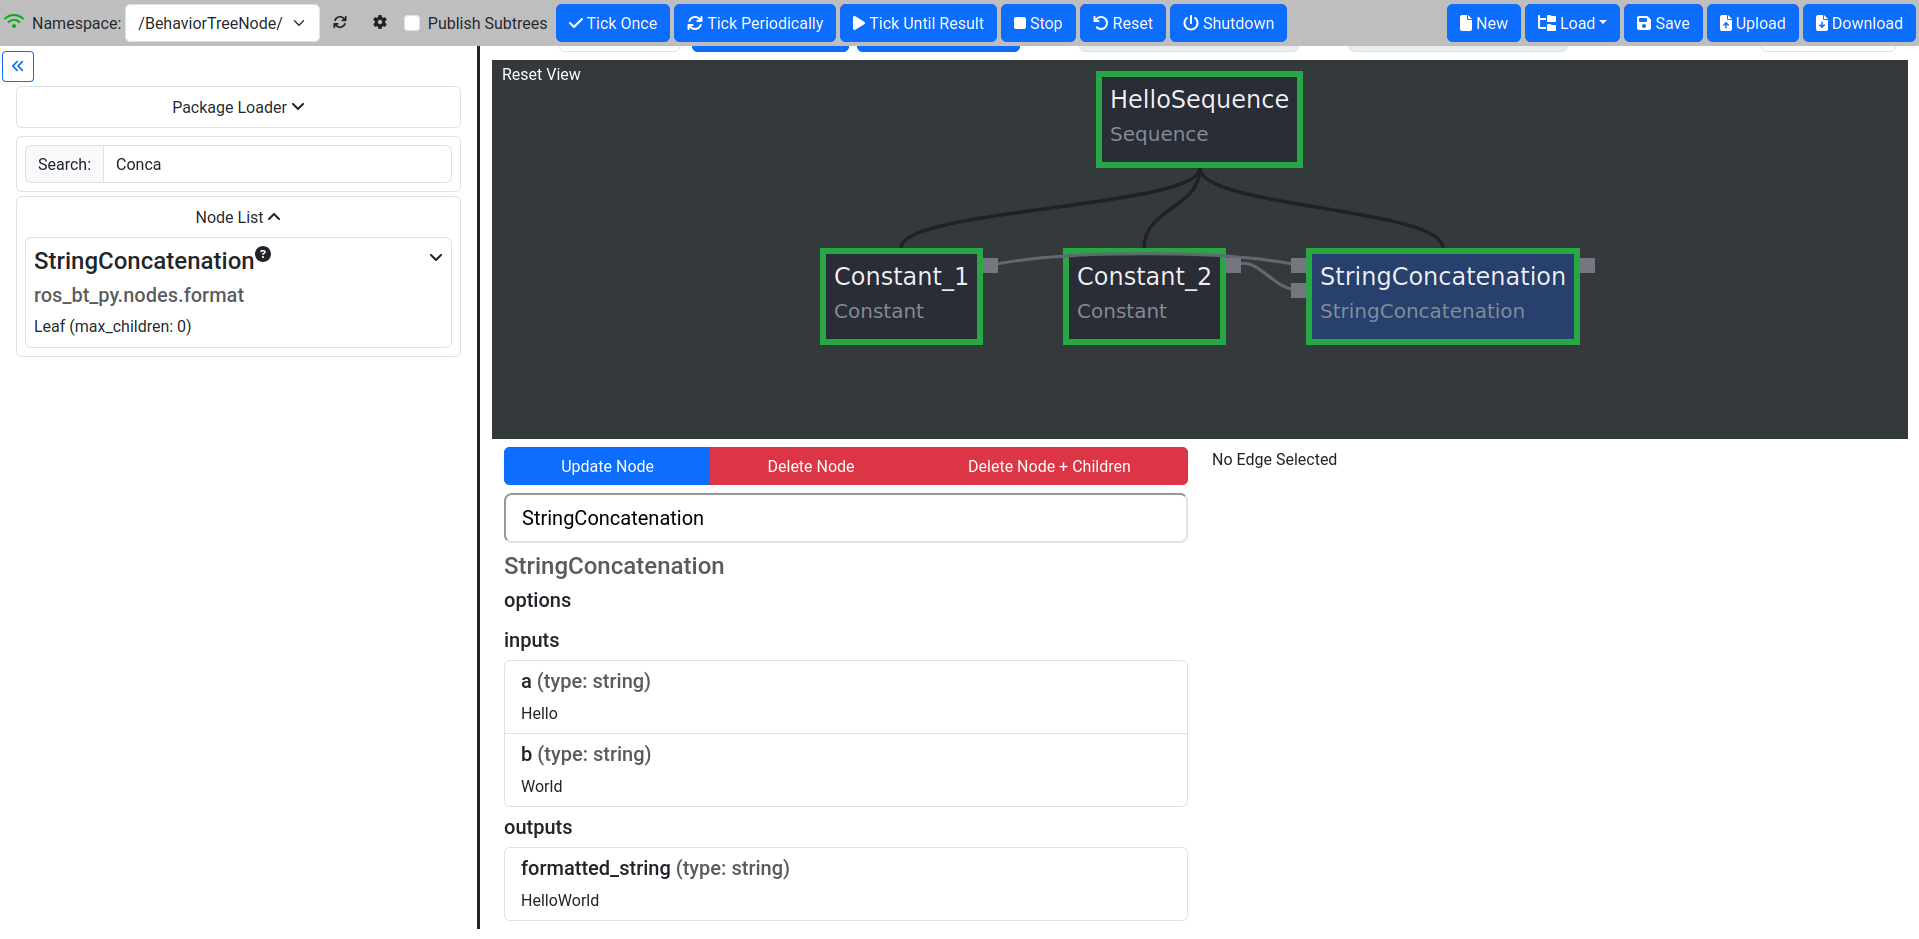 Namespace: /BehaviorTreeNode/ Publish Subtrees Tick Once Tick Periodically Tick Until Result Stop Reset Shutdown New Load Save Upload Download
Package Loader
Search: Conca
Node List
StringConcatenation
ros_bt_py.nodes.format
Leaf (max_children: 0)
Reset View
HelloSequence
Sequence
Constant_1
Constant
Constant_2
Constant
StringConcatenation
StringConcatenation
Update Node Delete Node Delete Node + Children
No Edge Selected
StringConcatenation
StringConcatenation
options
inputs
a (type: string)
Hello
b (type: string)
World
outputs
formatted_string (type: string)
HelloWorld